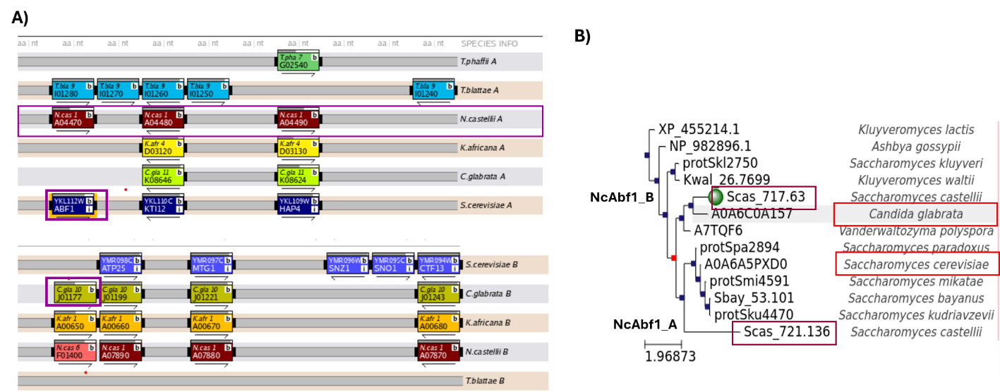 A)
aa | nt aa | nt aa | nt aa | nt aa | nt aa | nt aa | nt aa | nt aa | nt aa | nt SPECIES INFO
T.pha 7 b
G02540
T.phaffii A
T.bla 9 b T.bla 9 b T.bla 9 b T.bla 9 b T.bla 9 b
I01280 I01270 I01260 I01250 I01240
T.blattae A
N.cas 1 b N.cas 1 b N.cas 1 b
A04470 A04480 A04490
N.castellii A
K.afr 4 b K.afr 4 b
D03120 D03130
K.africana A
C.gla 11 b C.gla 11 b
K08646 K08624
C.glabrata A
YKL112W b YKL110C b YKL109W b
ABF1 i KTI12 i HAP4 i
S.cerevisiae A
YMR098C b YMR097C b YMR096W b YMR095C b YMR094W b
ATP25 i MTG1 i SNZ1 i SNO1 i CTF13 i
S.cerevisiae B
C.gla 10 b C.gla 10 b C.gla 10 b C.gla 10 b
J01177 J01199 J01221 J01243
C.glabrata B
K.afr 1 b K.afr 1 b K.afr 1 b K.afr 1 b
A00650 A00660 A00670 A00680
K.africana B
N.cas 6 b N.cas 1 b N.cas 1 b N.cas 1 b
F01400 A07890 A07880 A07870
N.castellii B
T.blattae B
B)
XP_455214.1 Kluyveromyces lactis
NP_982896.1 Ashbya gossypii
protSkl2750 Saccharomyces kluyveri
Kwal_26.7699 Kluyveromyces waltii
NcAbf1_B
Scas_717.63 Saccharomyces castellii
A0A6C0A157 Candida glabrata
A7TQF6 Vanderwaltozyma polyspora
protSpa2894 Saccharomyces paradoxus
A0A6A5PXD0 Saccharomyces cerevisiae
protSmi4591 Saccharomyces mikatae
Sbay_53.101 Saccharomyces bayanus
protSku4470 Saccharomyces kudriavzevii
NcAbf1_A
Scas_721.136 Saccharomyces castellii
1.96873